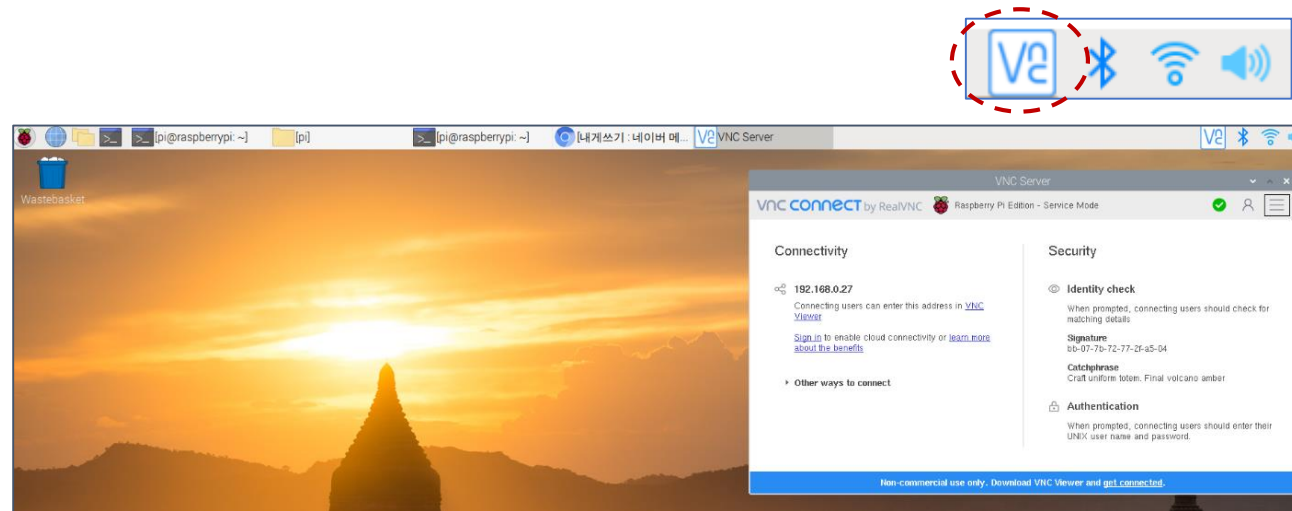 VNC
[pi@raspberrypi: ~]
[pi]
[pi@raspberrypi: ~]
[내게쓰기 : 네이버 메...
VNC Server
Wastebasket
VNC Server
vnc connect by RealVNC
Raspberry Pi Edition - Service Mode
Connectivity
192.168.0.27
Connecting users can enter this address in VNC
Viewer
Sign in to enable cloud connectivity or learn more
about the benefits
Other ways to connect
Security
Identity check
When prompted, connecting users should check for
matching details
Signature
bb-07-7b-72-77-2f-a5-04
Catchphrase
Craft uniform totem. Final volcano amber
Authentication
When prompted, connecting users should enter their
UNIX user name and password.
Non-commercial use only. Download VNC Viewer and get connected.